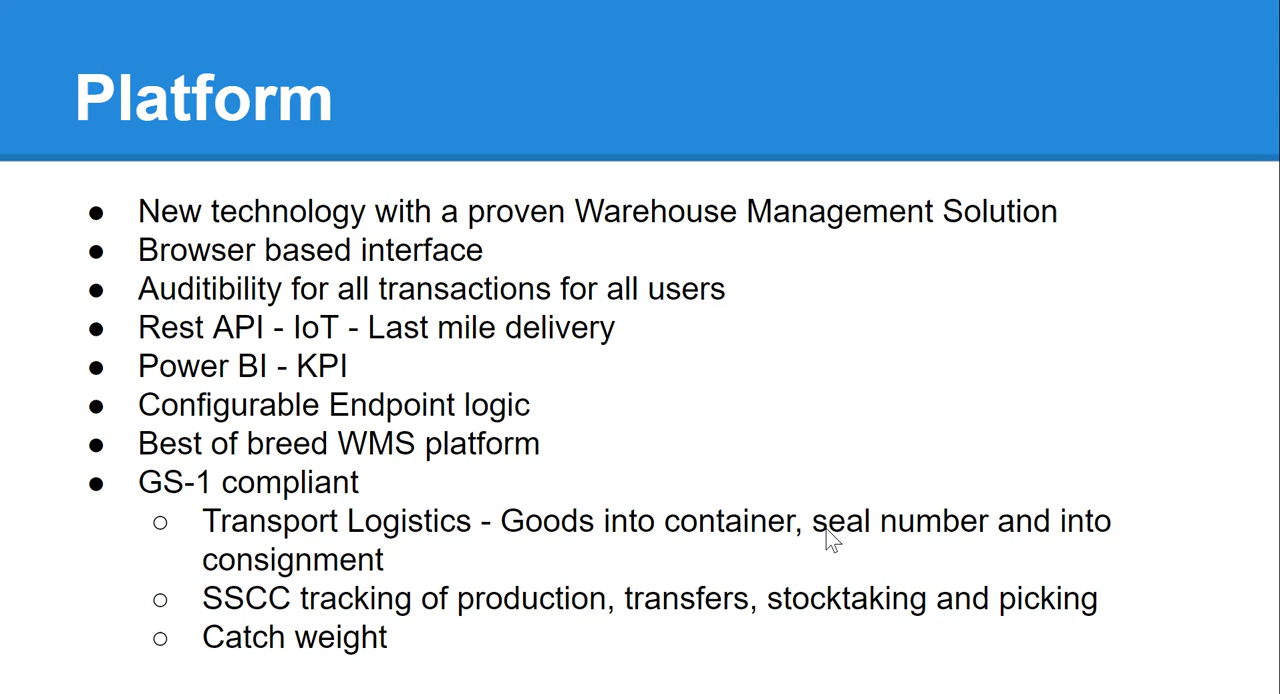 Platform
● New technology with a proven Warehouse Management Solution
● Browser based interface
● Auditibility for all transactions for all users
● Rest API - IoT - Last mile delivery
● Power BI - KPI
● Configurable Endpoint logic
● Best of breed WMS platform
● GS-1 compliant
○ Transport Logistics - Goods into container, seal number and into
consignment
○ SSCC tracking of production, transfers, stocktaking and picking
○ Catch weight